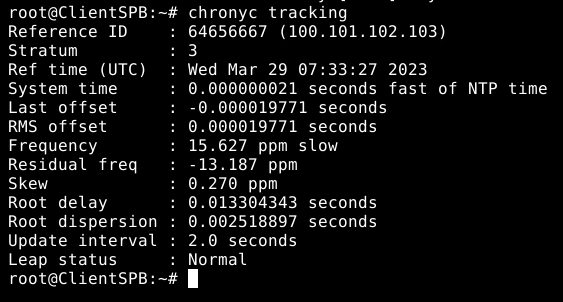 root@ClientSPB:~# chronyc tracking
Reference ID    : 64656667 (100.101.102.103)
Stratum         : 3
Ref time (UTC)  : Wed Mar 29 07:33:27 2023
System time     : 0.000000021 seconds fast of NTP time
Last offset     : -0.000019771 seconds
RMS offset      : 0.000019771 seconds
Frequency       : 15.627 ppm slow
Residual freq   : -13.187 ppm
Skew            : 0.270 ppm
Root delay      : 0.013304343 seconds
Root dispersion : 0.002518897 seconds
Update interval : 2.0 seconds
Leap status     : Normal
root@ClientSPB:~#